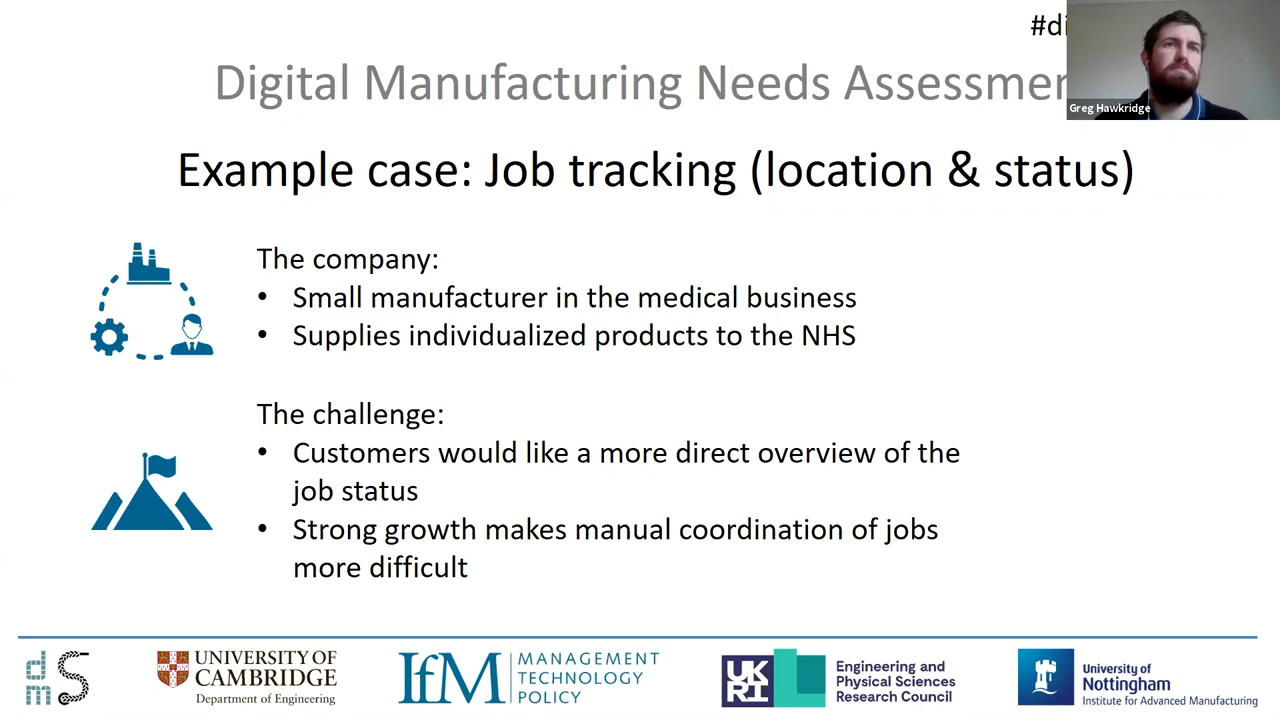 #di
Digital Manufacturing Needs Assessmen
Greg Hawkridge
Example case: Job tracking (location & status)
The company:
• Small manufacturer in the medical business
• Supplies individualized products to the NHS
The challenge:
• Customers would like a more direct overview of the
job status
• Strong growth makes manual coordination of jobs
more difficult
d
m S
UNIVERSITY OF
CAMBRIDGE
Department of Engineering
IfM
MANAGEMENT
TECHNOLOGY
POLICY
UK
RI
Engineering and
Physical Sciences
Research Council
University of
Nottingham
Institute for Advanced Manufacturing